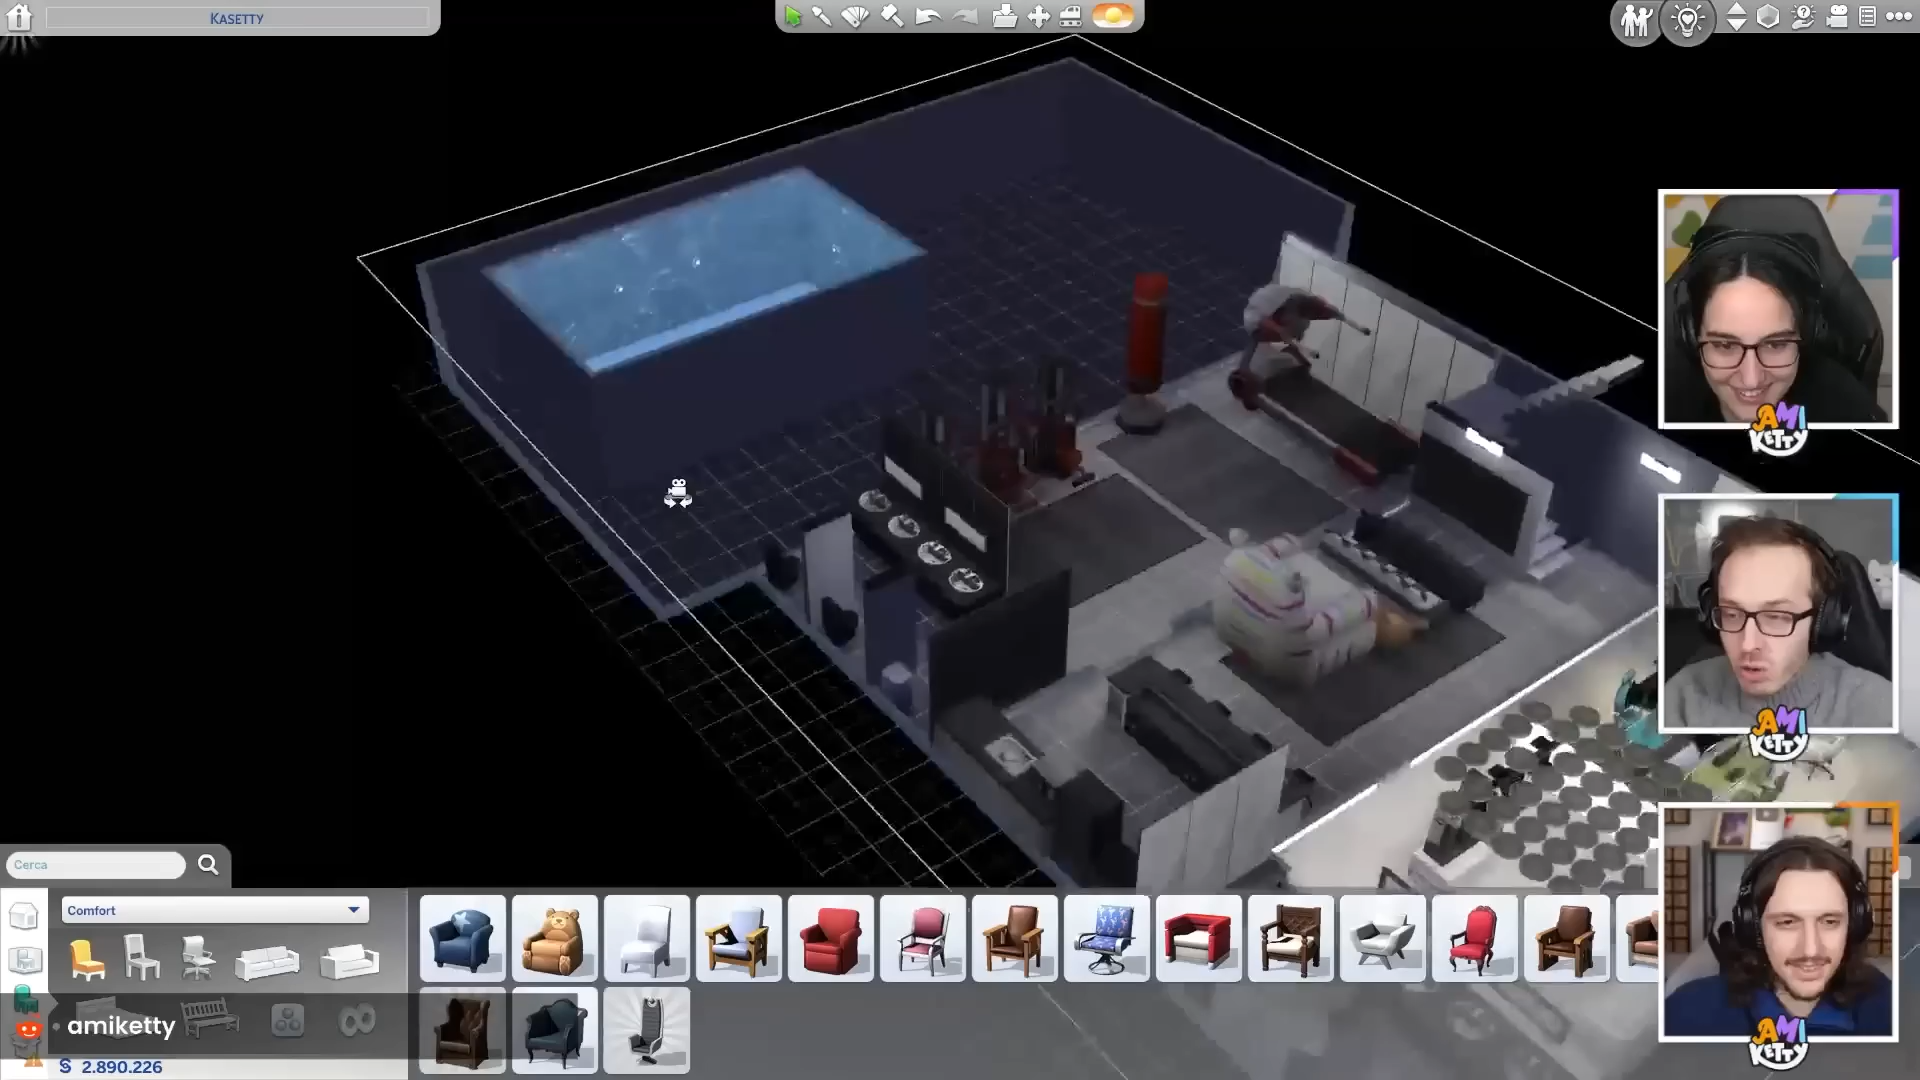 KASETTY
AMI
KETTY
AMI
KETTY
Cerca
Comfort
AMI
KETTY
amiketty
§ 2.890.226